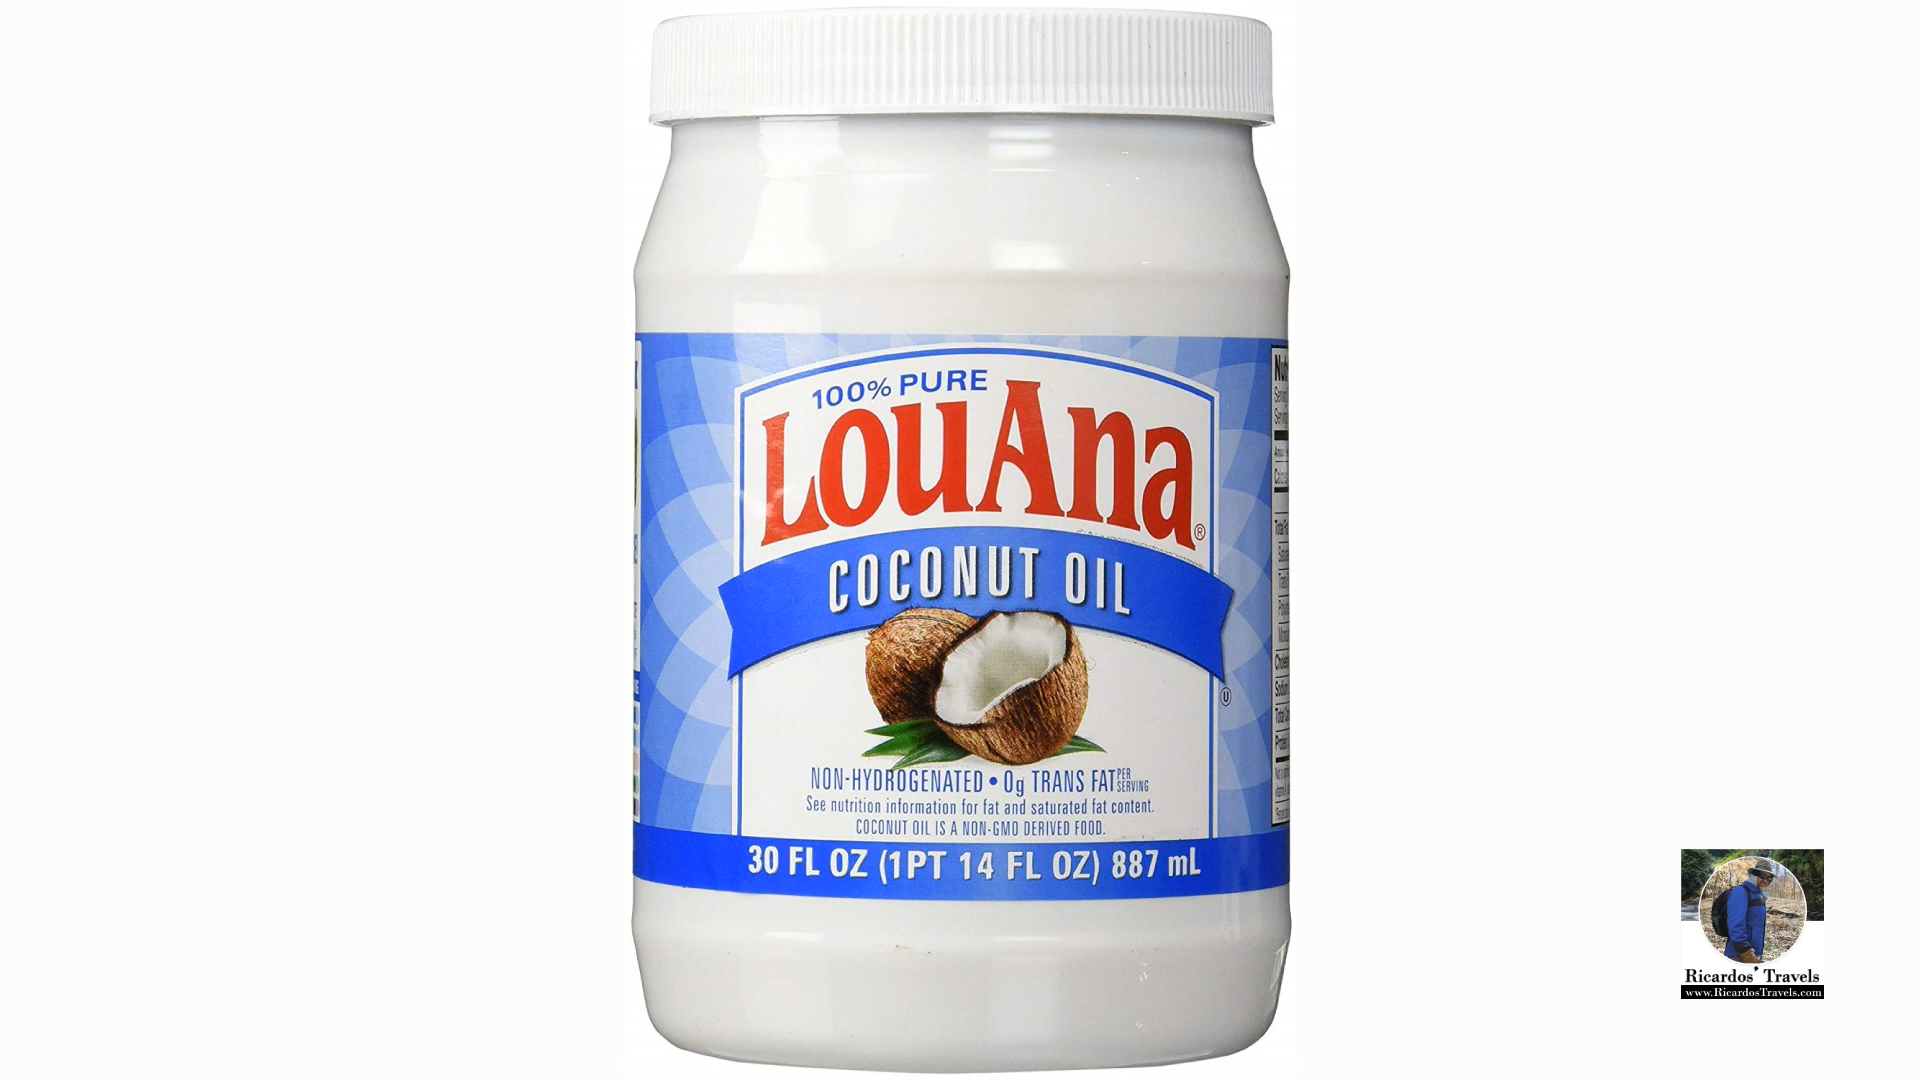 100% PURE
LouAna®
COCONUT OIL
NON-HYDROGENATED • 0g TRANS FAT PER SERVING
See nutrition information for fat and saturated fat content.
COCONUT OIL IS A NON-GMO DERIVED FOOD.
30 FL OZ (1PT 14 FL OZ) 887 mL
Ricardos' Travels
www.RicardosTravels.com